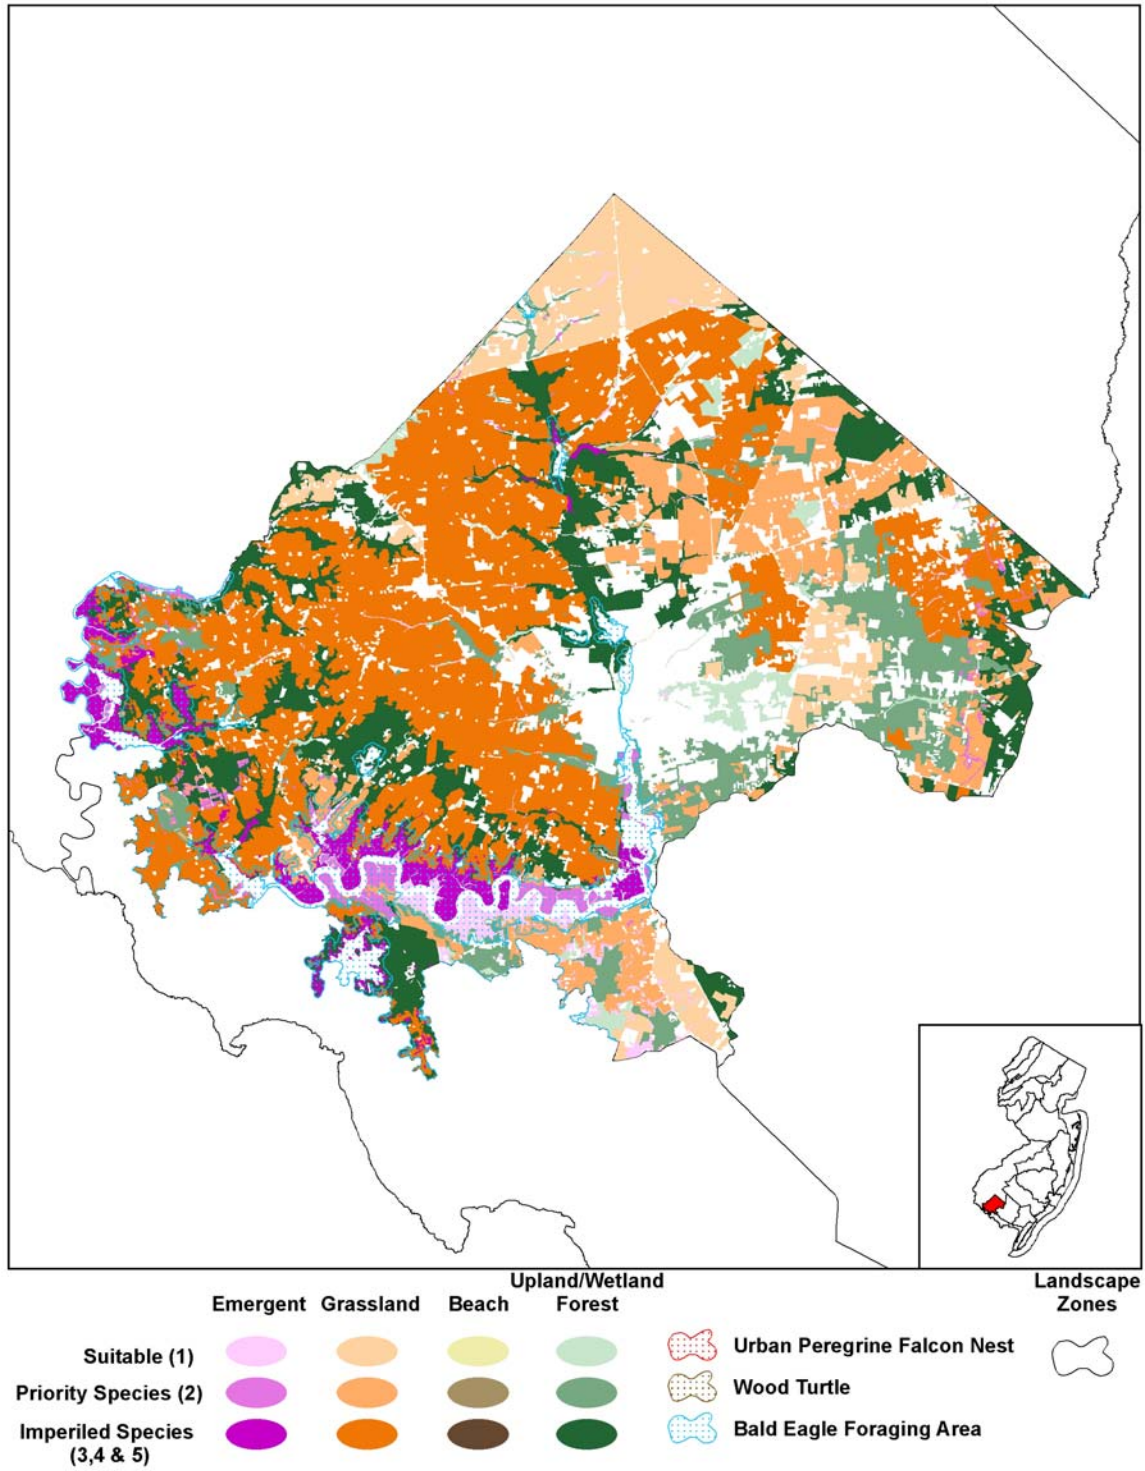 Upland/Wetland
Landscape
Emergent Grassland Beach Forest
Zones
Suitable (1)
Urban Peregrine Falcon Nest
Priority Species (2)
Wood Turtle
Imperiled Species
(3,4 & 5)
Bald Eagle Foraging Area